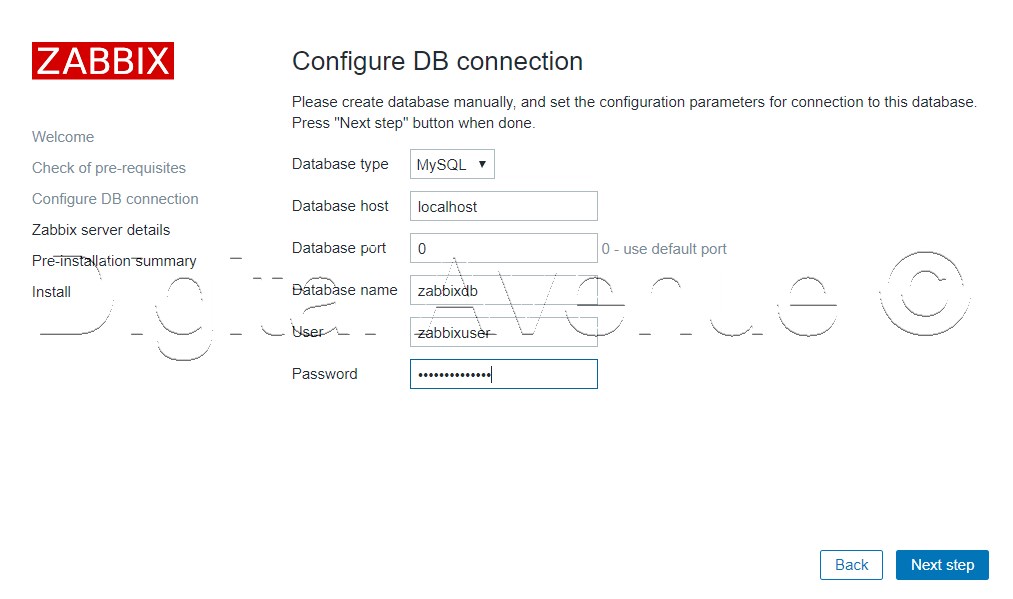 ZABBIX
Welcome
Check of pre-requisites
Configure DB connection
Zabbix server details
Pre-installation summary
Install
Configure DB connection
Please create database manually, and set the configuration parameters for connection to this database.
Press "Next step" button when done.
Database type MySQL ▼
Database host localhost
Database port 0 0 - use default port
Database name zabbixdb
User zabbixuser
Password ••••••••••••••
Digital Avenue ©
Back Next step